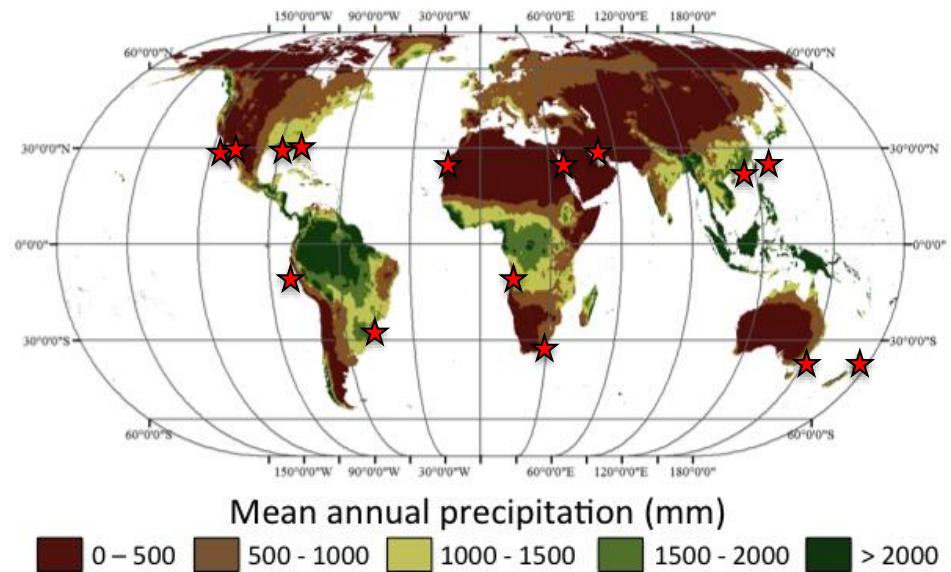 150°0'0"W 90°0'0"W 30°0'0"W 60°0'0"E 120°0'0"E 180°0'0"
60°0'0"N 60°0'0"N
30°0'0"N 30°0'0"N
0°0'0" 0°0'0"
30°0'0"S 30°0'0"S
60°0'0"S 60°0'0"S
150°0'0"W 90°0'0"W 30°0'0"W 60°0'0"E 120°0'0"E 180°0'0"
Mean annual precipitation (mm)
0 – 500 500 - 1000 1000 - 1500 1500 - 2000 > 2000